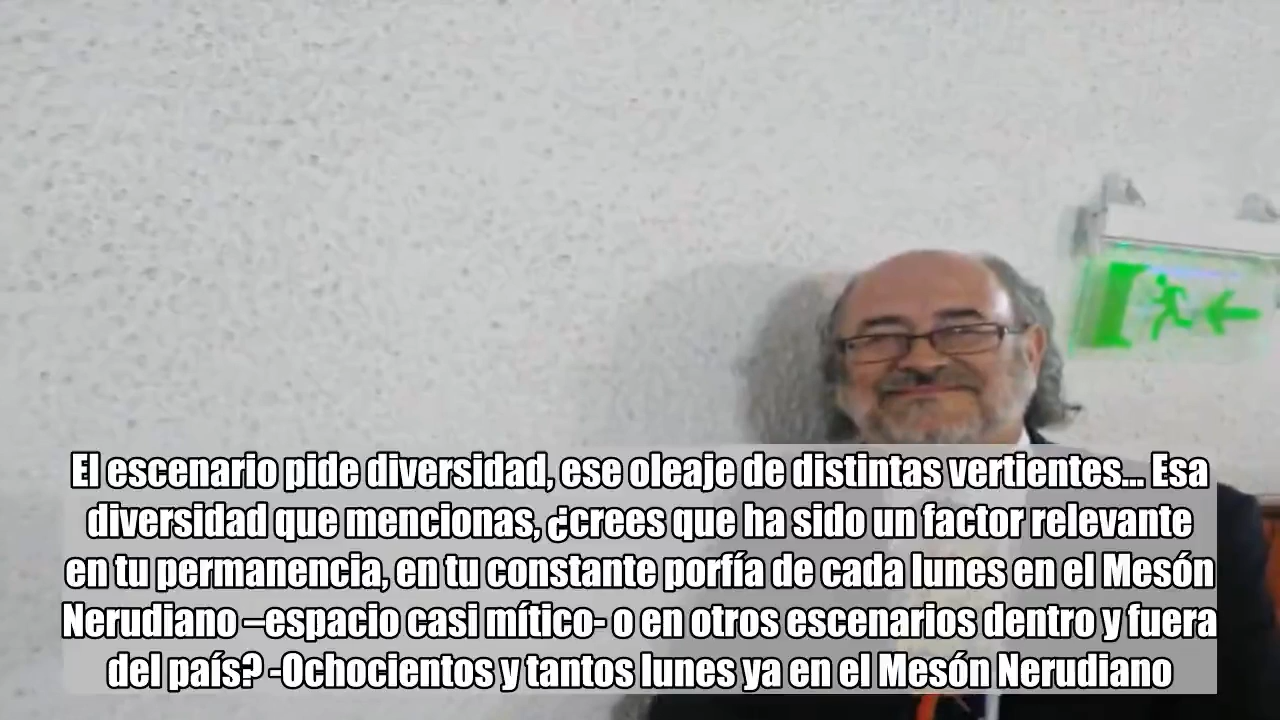 El escenario pide diversidad, ese oleaje de distintas vertientes... Esa
diversidad que mencionas, ¿crees que ha sido un factor relevante
en tu permanencia, en tu constante porfía de cada lunes en el Mesón
Nerudiano –espacio casi mítico- o en otros escenarios dentro y fuera
del país? -Ochocientos y tantos lunes ya en el Mesón Nerudiano